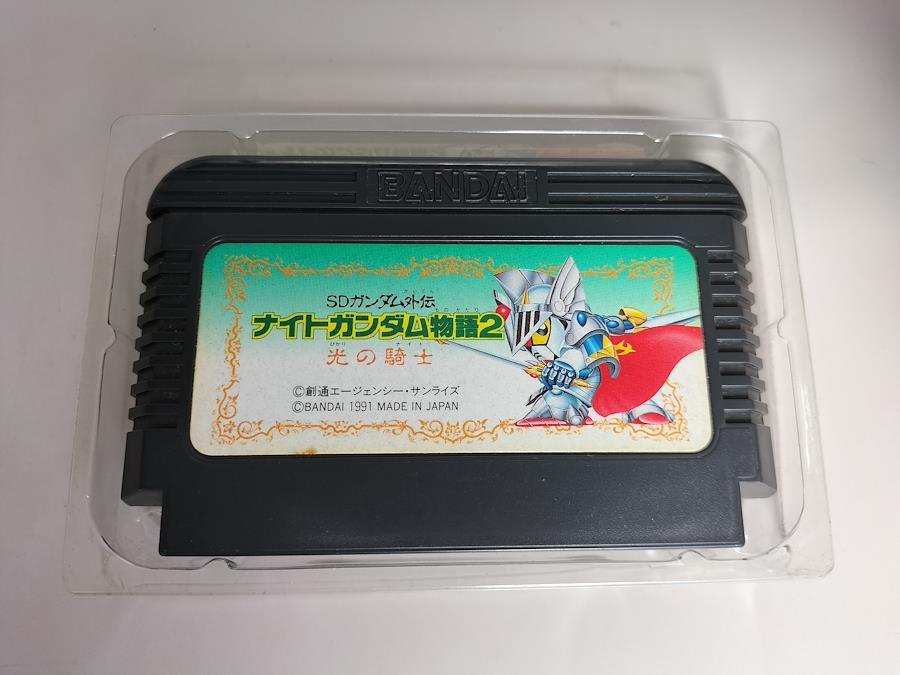 BANDAI
SDガンダム外伝
ナイトガンダム物語2
光の騎士
©創通エージェンシー・サンライズ
©BANDAI 1991 MADE IN JAPAN